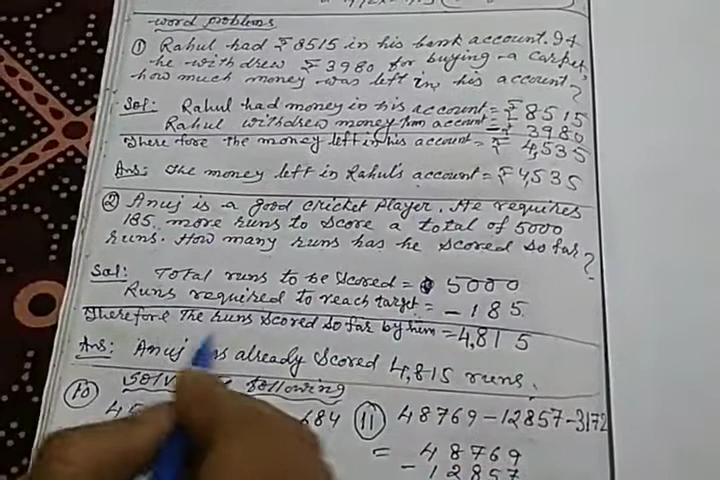 word problems
① Rahul had ₹ 8515 in his bank account. If
he withdrew ₹ 3980 for buying a carpet,
how much money was left in his account?
Sol: Rahul had money in his account = ₹ 8515
Rahul withdrew money from account = - ₹ 3980
There fore the money left in his account = ₹ 4,535
Ans: The money left in Rahul's account = ₹ 4,535
② Anuj is a good cricket player. He requires
185 more runs to score a total of 5000
runs. How many runs has he scored so far?
Sol: Total runs to be scored = 5000
Runs required to reach target = - 185
Therefore the runs scored so far by him = 4,815
Ans: Anuj already scored 4,815 runs.
⑩ following
684 ⑪ 48769-12857-3172
= 48769
- 12857